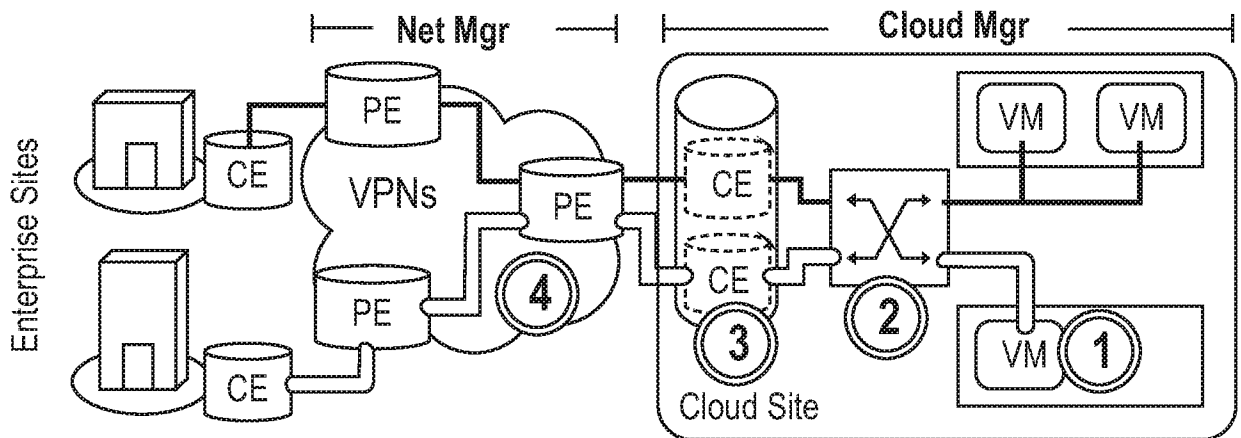 Net Mgr
Cloud Mgr
Enterprise Sites
CE
PE
VPNs
PE
CE
VM
VM
PE
CE
CE
4
3
2
VM
1
Cloud Site